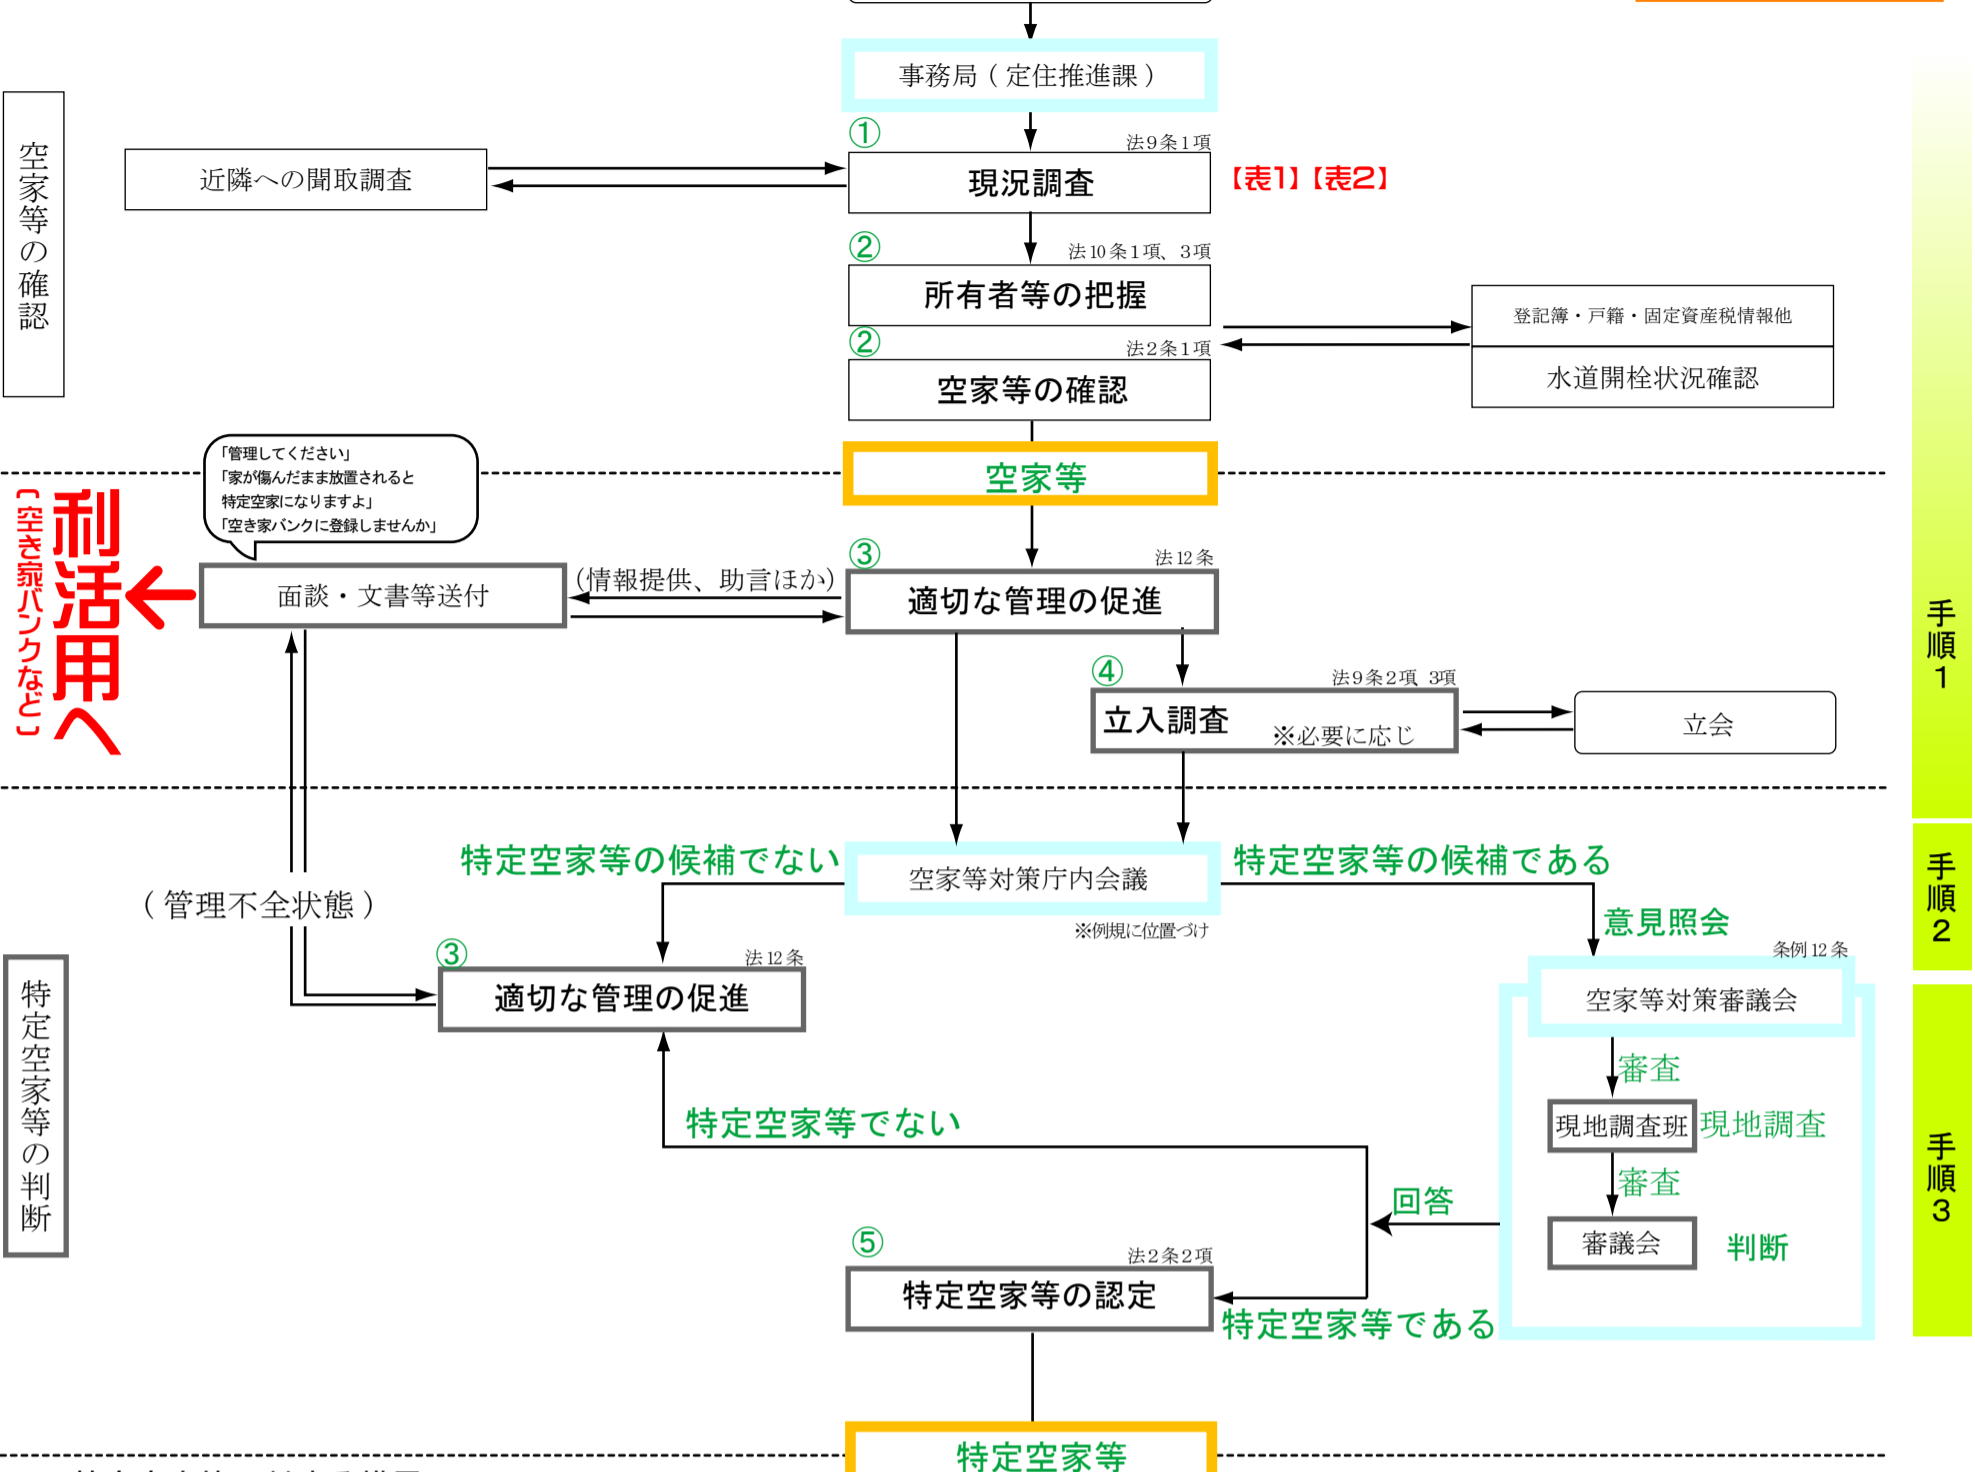 事務局（定住推進課）
①
法9条1項
現況調査
【表1】【表2】
近隣への聞取調査
空家等の確認
②
法10条1項、3項
所有者等の把握
登記簿・戸籍・固定資産税情報他
水道開栓状況確認
②
法2条1項
空家等の確認
空家等
「管理してください」
「家が傷んだまま放置されると
特定空家になりますよ」
「空き家バンクに登録しませんか」
利活用へ
【空き家バンクなど】
面談・文書等送付
(情報提供、助言ほか)
③
法12条
適切な管理の促進
④
法9条2項、3項
立入調査
※必要に応じ
立会
手順1
特定空家等の候補でない
空家等対策庁内会議
特定空家等の候補である
※例規に位置づけ
意見照会
手順2
（管理不全状態）
③
法12条
適切な管理の促進
条例12条
空家等対策審議会
審査
現地調査班
現地調査
審査
審議会
判断
手順3
特定空家等の判断
特定空家等でない
回答
⑤
法2条2項
特定空家等の認定
特定空家等である
特定空家等